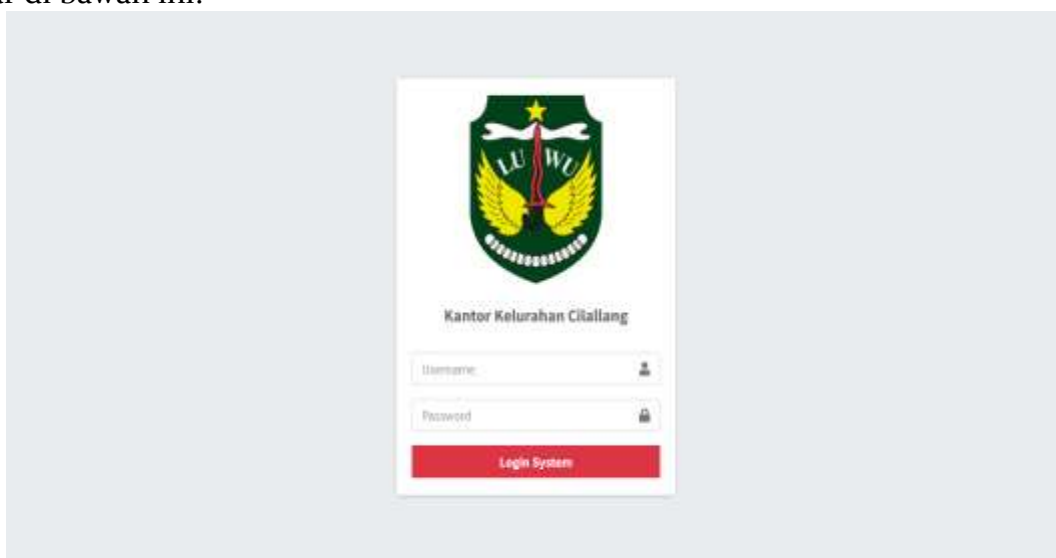 di bawah ini.
LU WU
Kantor Kelurahan Cilallang
Username
Password
Login System